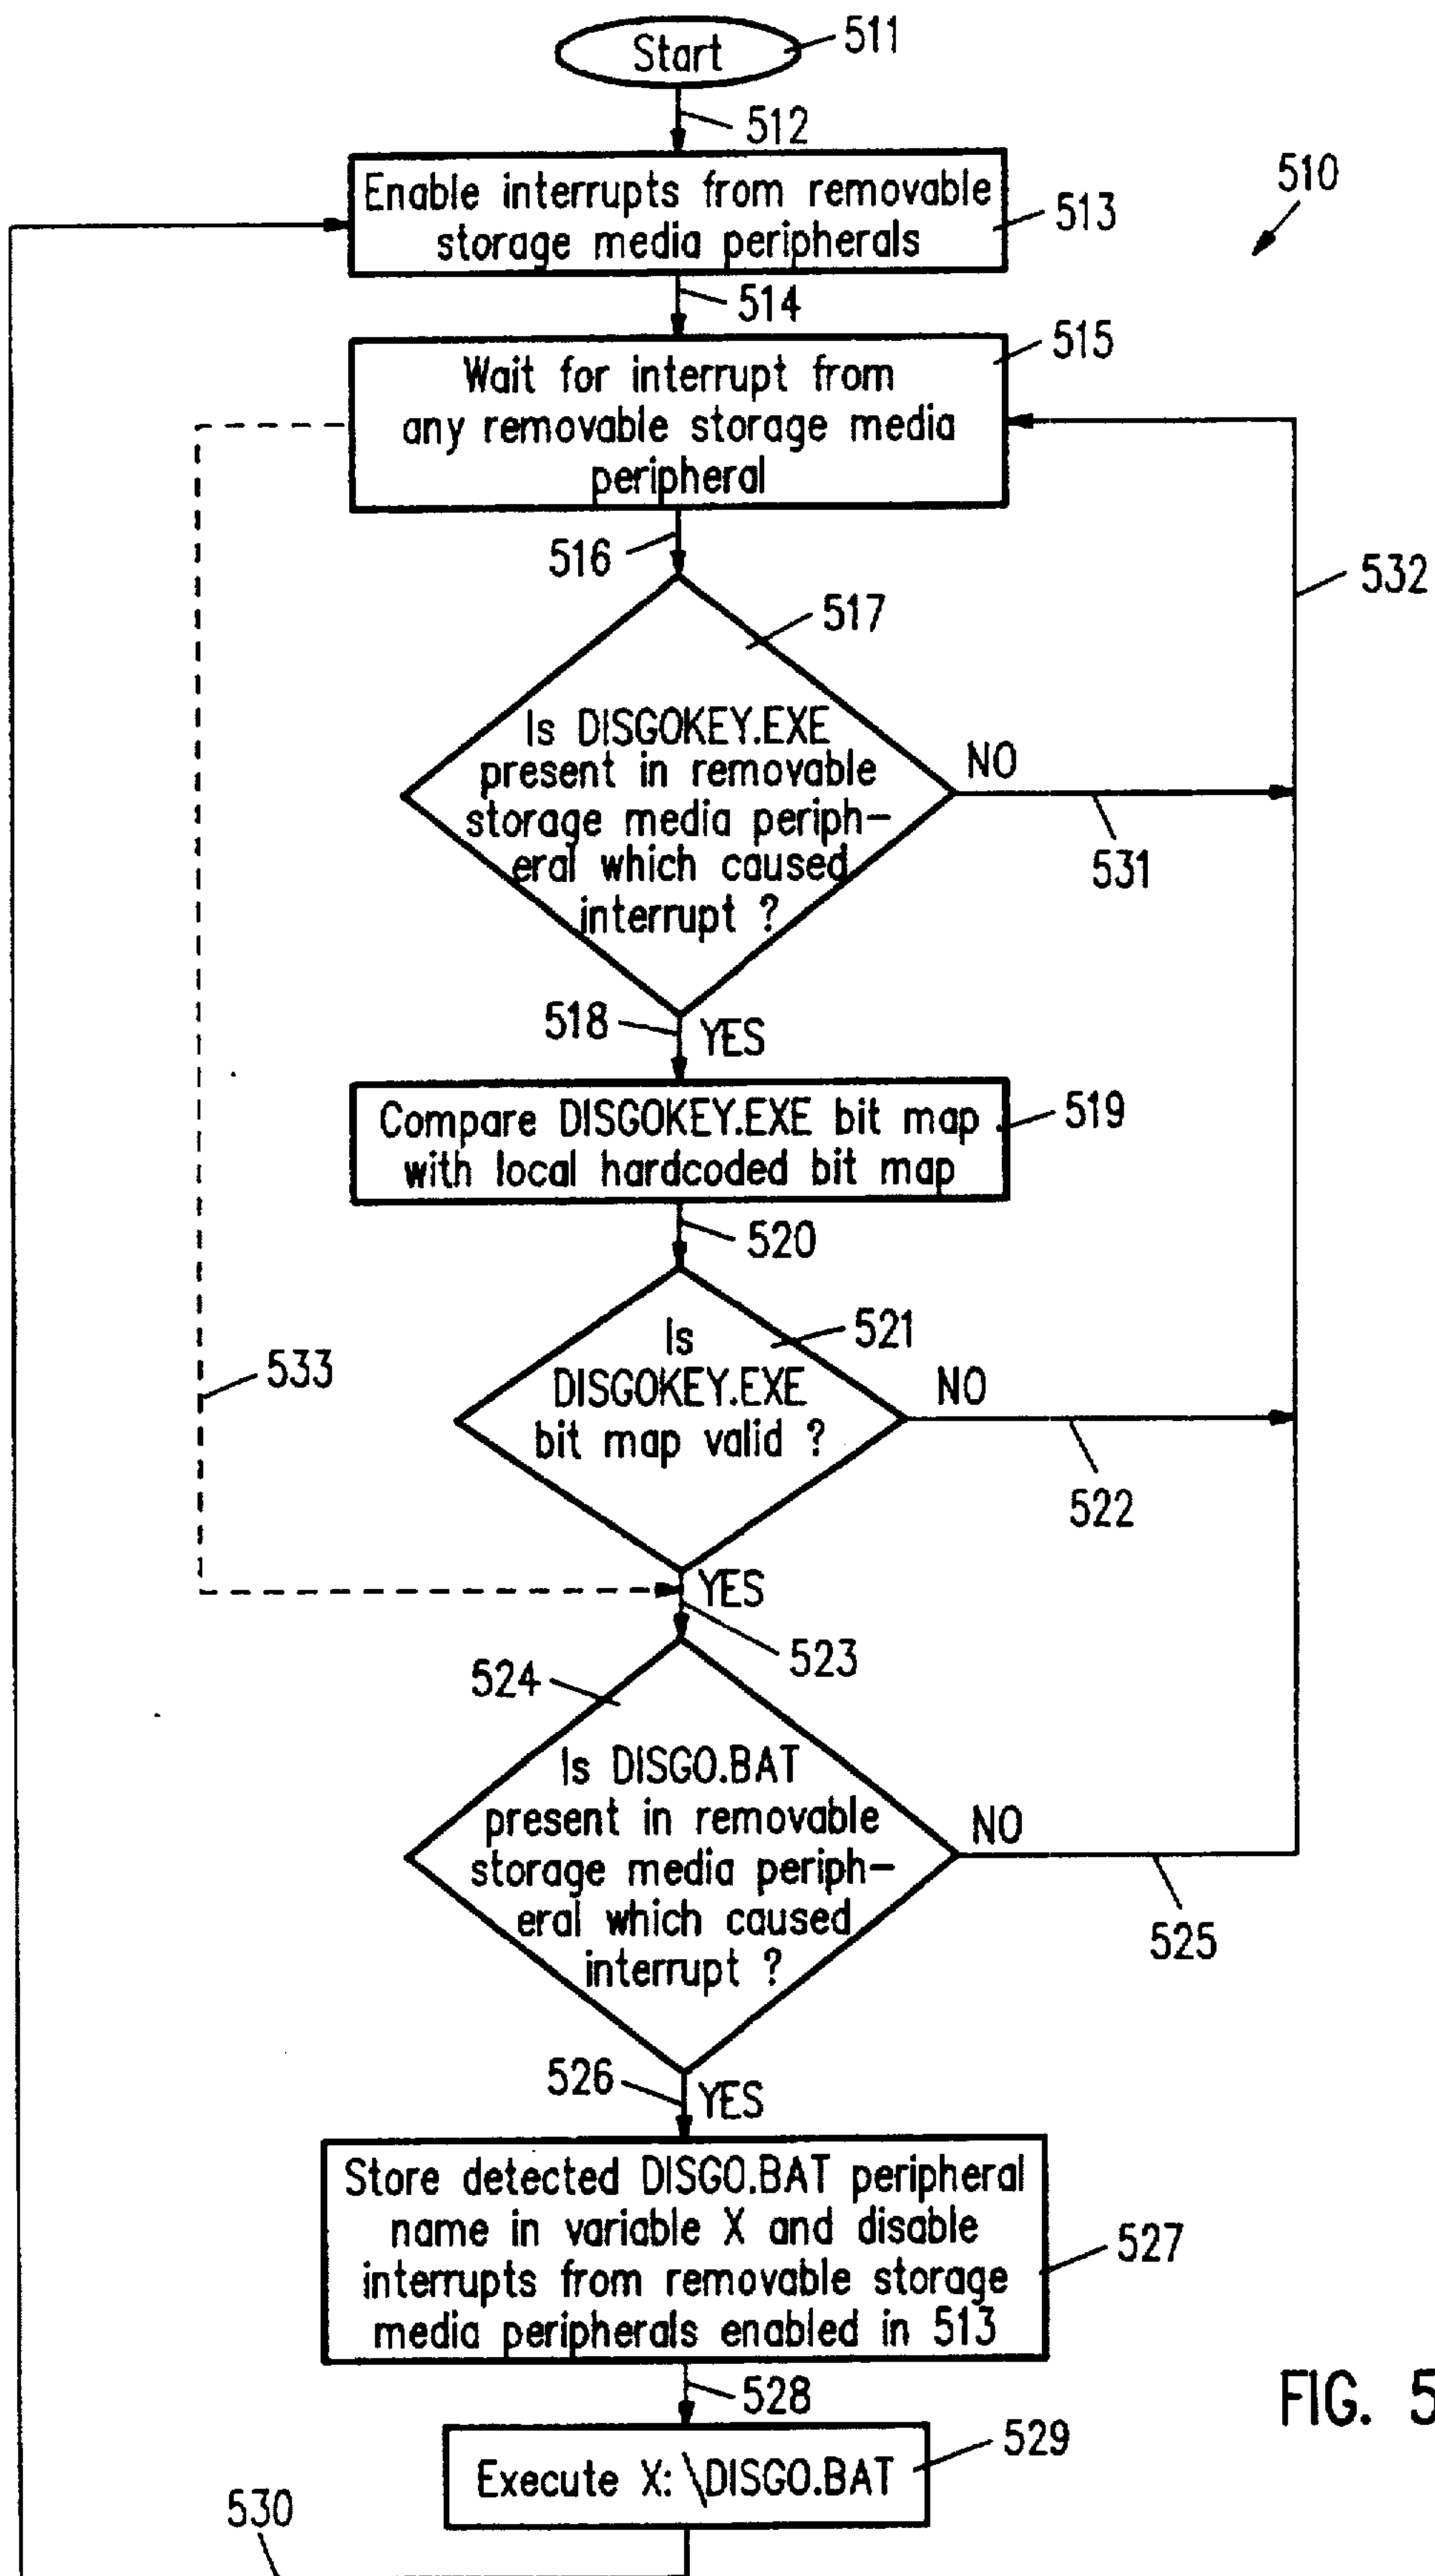 Start
511
512
Enable interrupts from removable
storage media peripherals
513
510
514
Wait for interrupt from
any removable storage media
peripheral
515
516
532
517
Is DISGOKEY.EXE
present in removable
storage media periph-
eral which caused
interrupt ?
NO
531
518
YES
Compare DISGOKEY.EXE bit map
with local hardcoded bit map
519
520
521
Is
DISGOKEY.EXE
bit map valid ?
NO
522
533
YES
523
524
Is DISGO.BAT
present in removable
storage media periph-
eral which caused
interrupt ?
NO
525
526
YES
Store detected DISGO.BAT peripheral
name in variable X and disable
interrupts from removable storage
media peripherals enabled in 513
527
528
FIG. 5
Execute X: \DISGO.BAT
529
530